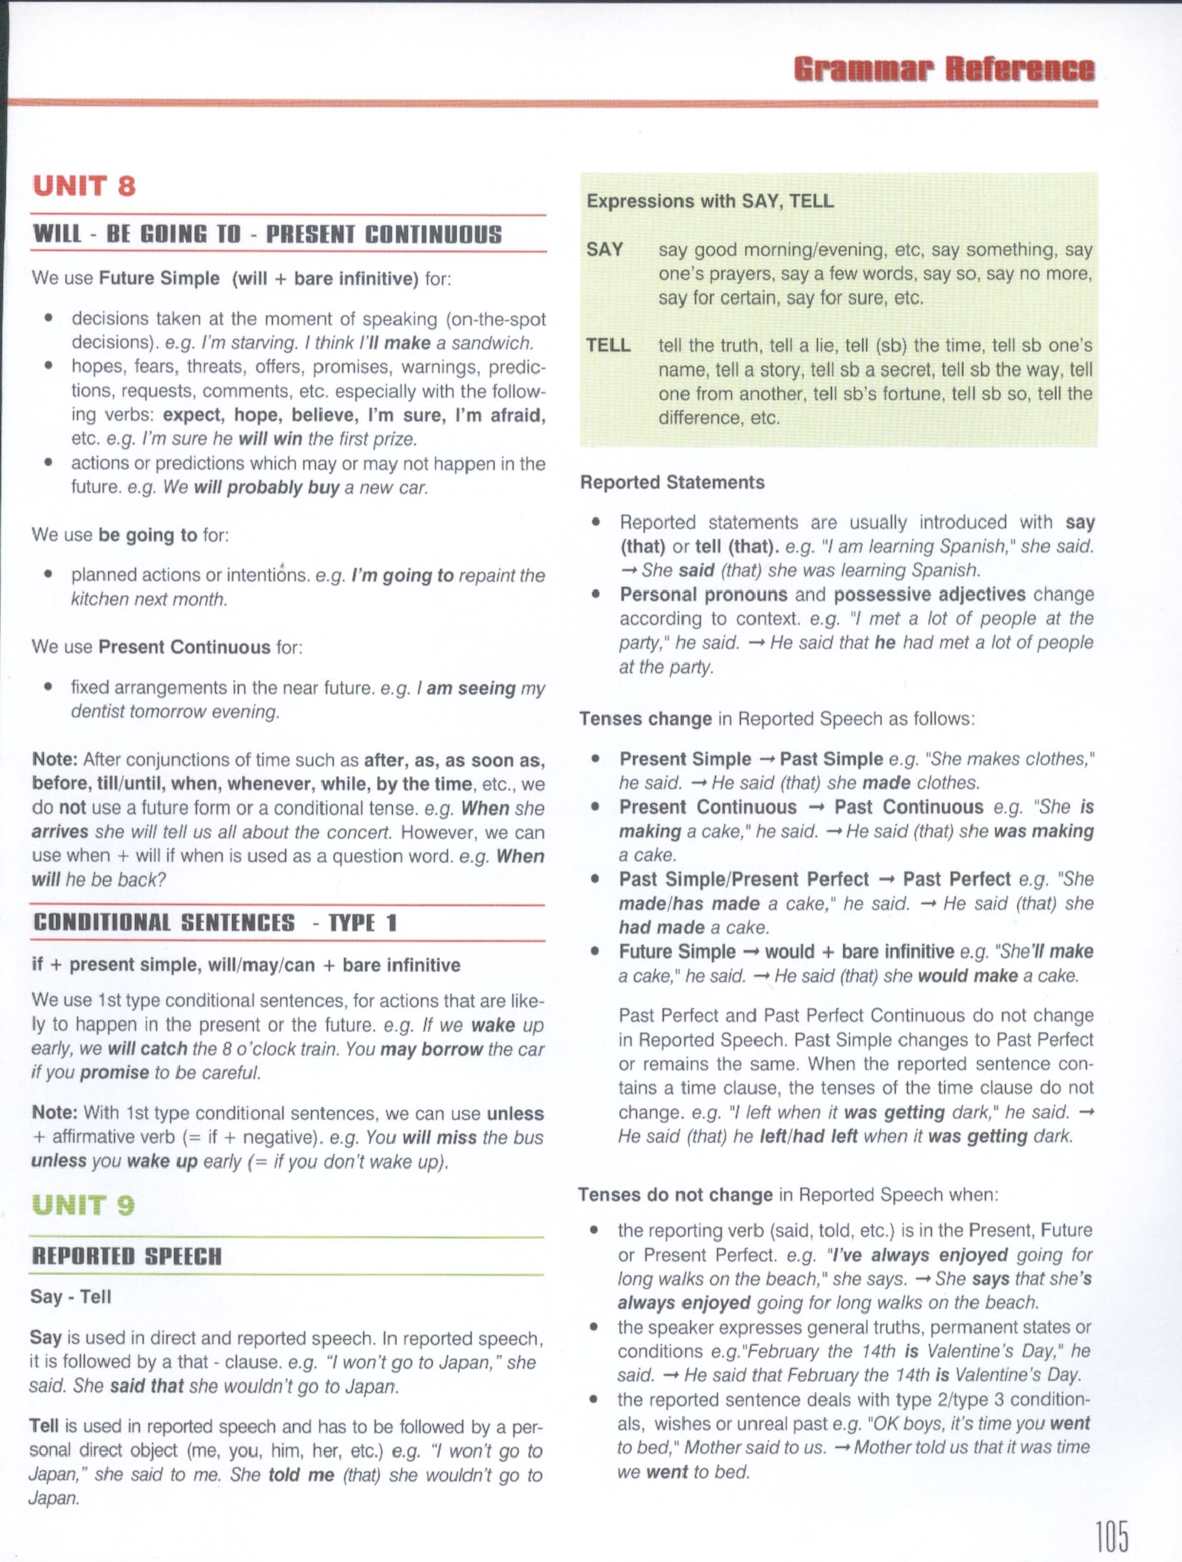 Grammar Reference
UNIT 8
WILL - BE GOING TO - PRESENT CONTINUOUS
We use Future Simple (will + bare infinitive) for:
• decisions taken at the moment of speaking (on-the-spot
decisions). e.g. I'm starving. I think I'll make a sandwich.
• hopes, fears, threats, offers, promises, warnings, predic-
tions, requests, comments, etc. especially with the follow-
ing verbs: expect, hope, believe, I'm sure, I'm afraid,
etc. e.g. I'm sure he will win the first prize.
• actions or predictions which may or may not happen in the
future. e.g. We will probably buy a new car.
We use be going to for:
• planned actions or intentions. e.g. I'm going to repaint the
kitchen next month.
We use Present Continuous for:
• fixed arrangements in the near future. e.g. I am seeing my
dentist tomorrow evening.
Note: After conjunctions of time such as after, as, as soon as,
before, till/until, when, whenever, while, by the time, etc., we
do not use a future form or a conditional tense. e.g. When she
arrives she will tell us all about the concert. However, we can
use when + will if when is used as a question word. e.g. When
will he be back?
CONDITIONAL SENTENCES - TYPE 1
if + present simple, will/may/can + bare infinitive
We use 1st type conditional sentences, for actions that are like-
ly to happen in the present or the future. e.g. If we wake up
early, we will catch the 8 o'clock train. You may borrow the car
if you promise to be careful.
Note: With 1st type conditional sentences, we can use unless
+ affirmative verb (= if + negative). e.g. You will miss the bus
unless you wake up early (= if you don't wake up).
UNIT 9
REPORTED SPEECH
Say - Tell
Say is used in direct and reported speech. In reported speech,
it is followed by a that - clause. e.g. "I won't go to Japan," she
said. She said that she wouldn't go to Japan.
Tell is used in reported speech and has to be followed by a per-
sonal direct object (me, you, him, her, etc.) e.g. "I won't go to
Japan," she said to me. She told me (that) she wouldn't go to
Japan.
Expressions with SAY, TELL
SAY say good morning/evening, etc, say something, say
one's prayers, say a few words, say so, say no more,
say for certain, say for sure, etc.
TELL tell the truth, tell a lie, tell (sb) the time, tell sb one's
name, tell a story, tell sb a secret, tell sb the way, tell
one from another, tell sb's fortune, tell sb so, tell the
difference, etc.
Reported Statements
• Reported statements are usually introduced with say
(that) or tell (that). e.g. "I am learning Spanish," she said.
→ She said (that) she was learning Spanish.
• Personal pronouns and possessive adjectives change
according to context. e.g. "I met a lot of people at the
party," he said. → He said that he had met a lot of people
at the party.
Tenses change in Reported Speech as follows:
• Present Simple → Past Simple e.g. "She makes clothes,"
he said. → He said (that) she made clothes.
• Present Continuous → Past Continuous e.g. "She is
making a cake," he said. → He said (that) she was making
a cake.
• Past Simple/Present Perfect → Past Perfect e.g. "She
made/has made a cake," he said. → He said (that) she
had made a cake.
• Future Simple → would + bare infinitive e.g. "She'll make
a cake," he said. → He said (that) she would make a cake.
Past Perfect and Past Perfect Continuous do not change
in Reported Speech. Past Simple changes to Past Perfect
or remains the same. When the reported sentence con-
tains a time clause, the tenses of the time clause do not
change. e.g. "I left when it was getting dark," he said. →
He said (that) he left/had left when it was getting dark.
Tenses do not change in Reported Speech when:
• the reporting verb (said, told, etc.) is in the Present, Future
or Present Perfect. e.g. "I've always enjoyed going for
long walks on the beach," she says. → She says that she's
always enjoyed going for long walks on the beach.
• the speaker expresses general truths, permanent states or
conditions e.g."February the 14th is Valentine's Day," he
said. → He said that February the 14th is Valentine's Day.
• the reported sentence deals with type 2/type 3 condition-
als, wishes or unreal past e.g. "OK boys, it's time you went
to bed," Mother said to us. → Mother told us that it was time
we went to bed.
105